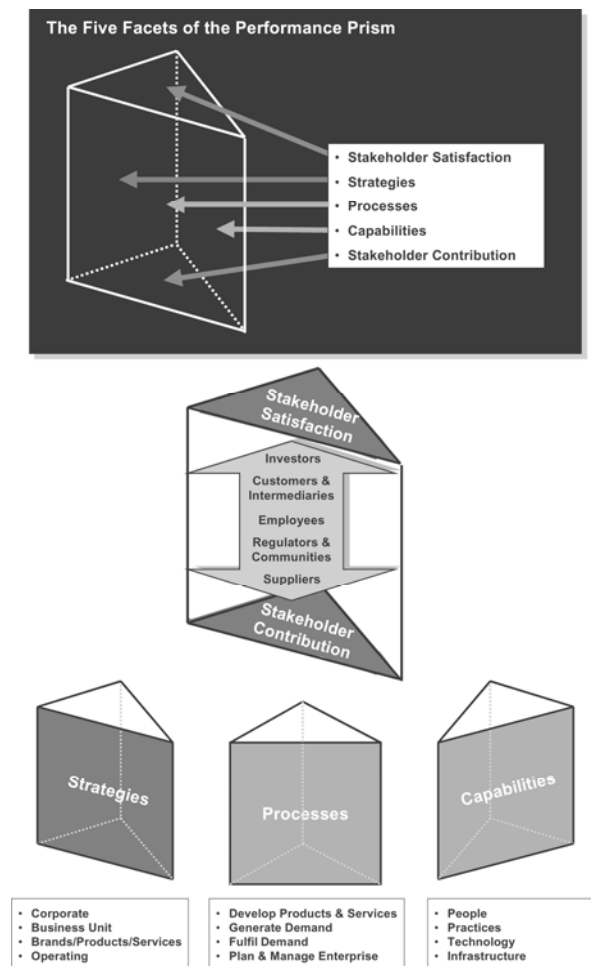 The Five Facets of the Performance Prism
• Stakeholder Satisfaction
• Strategies
• Processes
• Capabilities
• Stakeholder Contribution
Stakeholder
Satisfaction
Investors
Customers &
Intermediaries
Employees
Regulators &
Communities
Suppliers
Stakeholder
Contribution
Strategies
Processes
Capabilities
• Corporate
• Business Unit
• Brands/Products/Services
• Operating
• Develop Products & Services
• Generate Demand
• Fulfil Demand
• Plan & Manage Enterprise
• People
• Practices
• Technology
• Infrastructure